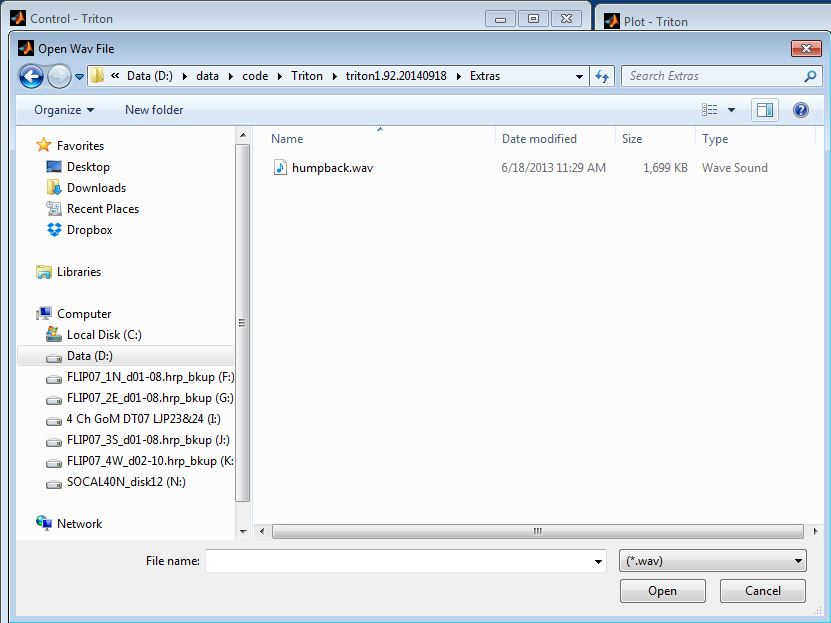 Control - Triton
Plot - Triton
Open Wav File
« Data (D:) ▸ data ▸ code ▸ Triton ▸ triton1.92.20140918 ▸ Extras
Search Extras
Organize
New folder
Favorites
Desktop
Downloads
Recent Places
Dropbox
Libraries
Computer
Local Disk (C:)
Data (D:)
FLIP07_1N_d01-08.hrp_bkup (F:)
FLIP07_2E_d01-08.hrp_bkup (G:)
4 Ch GoM DT07 LJP23&24 (I:)
FLIP07_3S_d01-08.hrp_bkup (J:)
FLIP07_4W_d02-10.hrp_bkup (K:
SOCAL40N_disk12 (N:)
Network
Name Date modified Size Type
humpback.wav 6/18/2013 11:29 AM 1,699 KB Wave Sound
File name:
(*.wav)
Open Cancel